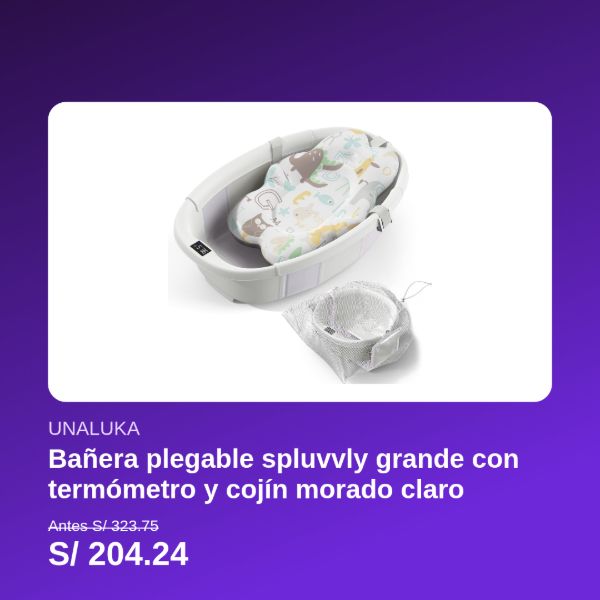 UNALUKA
Bañera plegable spluvvly grande con
termómetro y cojín morado claro
Antes S/ 323.75
S/ 204.24